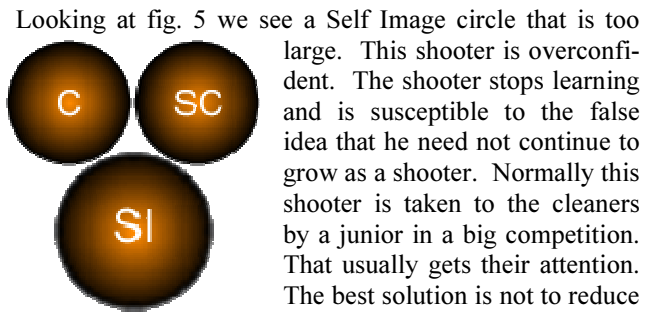 Looking at fig. 5 we see a Self Image circle that is too
large. This shooter is overconfi-
dent. The shooter stops learning
and is susceptible to the false
idea that he need not continue to
grow as a shooter. Normally this
shooter is taken to the cleaners
by a junior in a big competition.
That usually gets their attention.
The best solution is not to reduce
C
SC
SI